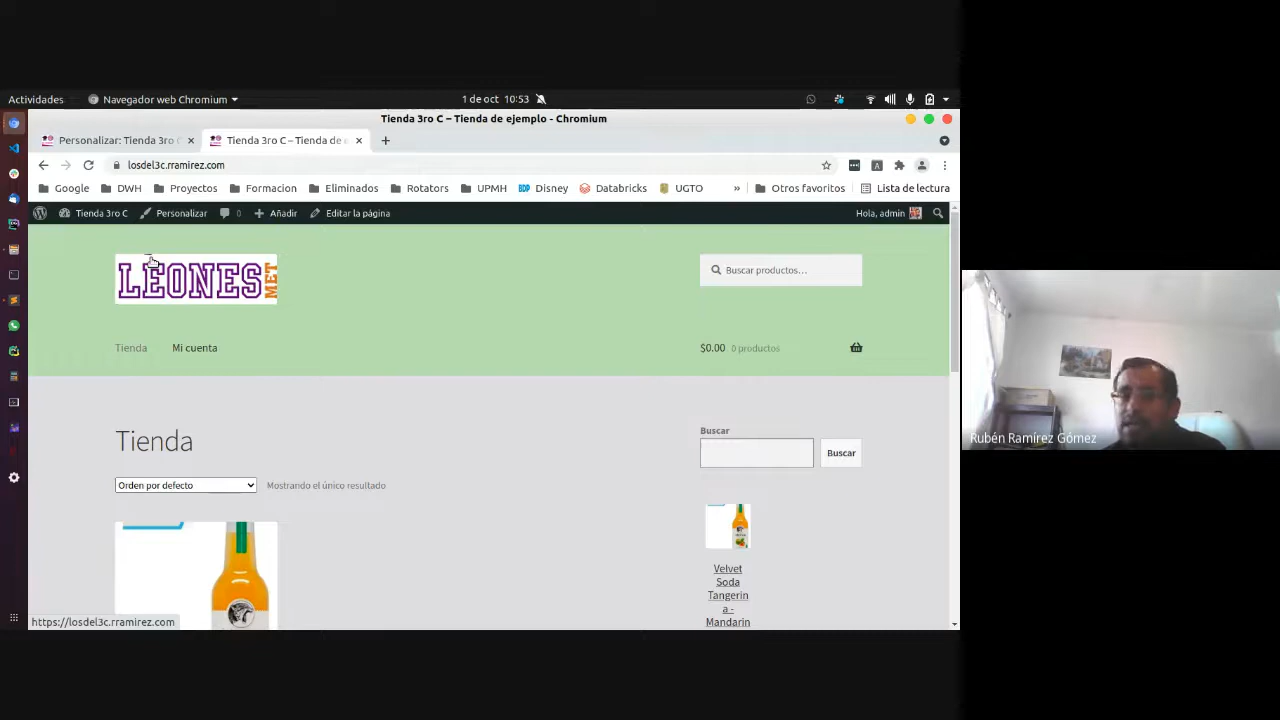 Actividades
Navegador web Chromium
1 de oct 10:53
Tienda 3ro C – Tienda de ejemplo - Chromium
Personalizar: Tienda 3ro C
Tienda 3ro C – Tienda de e
losdel3c.rramirez.com
Google
DWH
Proyectos
Formacion
Eliminados
Rotators
UPMH
BDP Disney
Databricks
UGTO
»
Otros favoritos
Lista de lectura
Tienda 3ro C
Personalizar
0
Añadir
Editar la página
Hola, admin
LEONES
MET
Buscar productos…
Tienda
Mi cuenta
$0.00 0 productos
Tienda
Buscar
Buscar
Orden por defecto
Mostrando el único resultado
Velvet
Soda
Tangerin
a -
Mandarin
https://losdel3c.rramirez.com
Rubén Ramírez Gómez